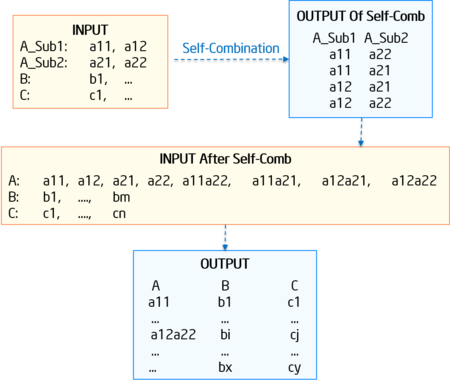 INPUT
A_Sub1: a11, a12
A_Sub2: a21, a22
B: b1, ...
C: c1, ...
Self-Combination
OUTPUT Of Self-Comb
A_Sub1 A_Sub2
a11 a22
a11 a21
a12 a21
a12 a22
INPUT After Self-Comb
A: a11, a12, a21, a22, a11a22, a11a21, a12a21, a12a22
B: b1, ...., bm
C: c1, ...., cn
OUTPUT
A B C
a11 b1 c1
... ... ...
a12a22 bi cj
... ... ...
... bx cy